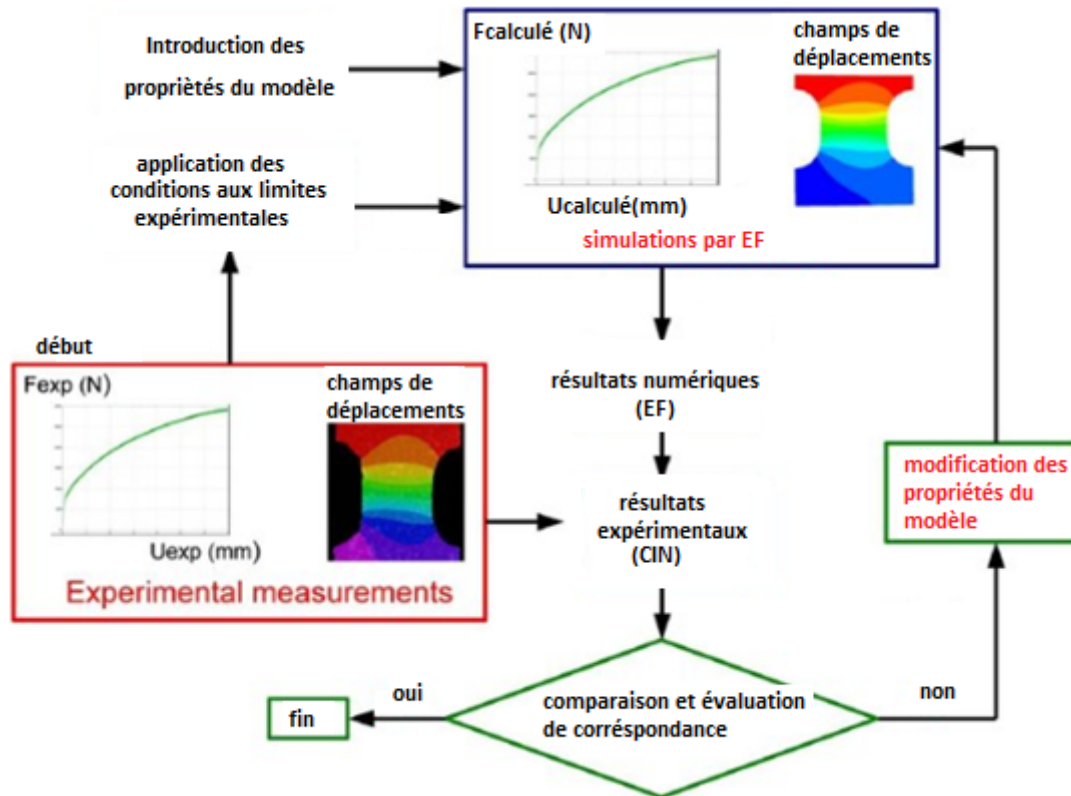 Introduction des
propriètés du modèle
application des
conditions aux limites
expérimentales
Fcalculé (N)
champs de
déplacements
Ucalculé(mm)
simulations par EF
début
Fexp (N)
champs de
déplacements
Uexp (mm)
Experimental measurements
résultats numériques
(EF)
résultats
expérimentaux
(CIN)
modification des
propriétés du
modèle
comparaison et évaluation
de corréspondance
oui
non
fin